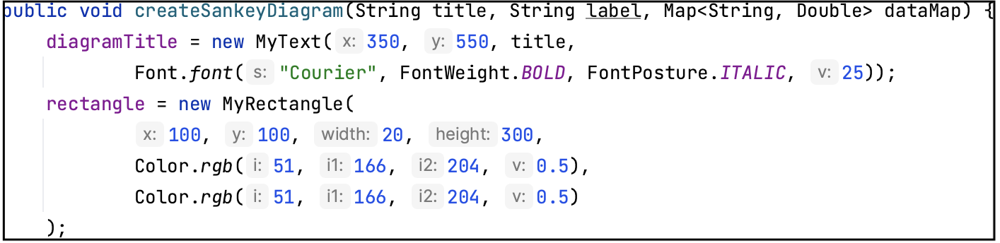 public void createSankeyDiagram(String title, String label, Map<String, Double> dataMap) {
diagramTitle = new MyText( x: 350, y: 550, title,
Font.font( s: "Courier", FontWeight.BOLD, FontPosture.ITALIC, v: 25));
rectangle = new MyRectangle(
x: 100, y: 100, width: 20, height: 300,
Color.rgb( i: 51, i1: 166, i2: 204, v: 0.5),
Color.rgb( i: 51, i1: 166, i2: 204, v: 0.5)
);